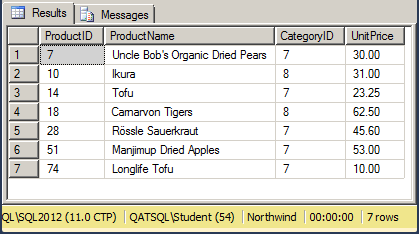 Results Messages
ProductID ProductName CategoryID UnitPrice
1 7 Uncle Bob's Organic Dried Pears 7 30.00
2 10 Ikura 8 31.00
3 14 Tofu 7 23.25
4 18 Carnarvon Tigers 8 62.50
5 28 Rössle Sauerkraut 7 45.60
6 51 Manjimup Dried Apples 7 53.00
7 74 Longlife Tofu 7 10.00
QL\SQL2012 (11.0 CTP) QATSQL\Student (54) Northwind 00:00:00 7 rows